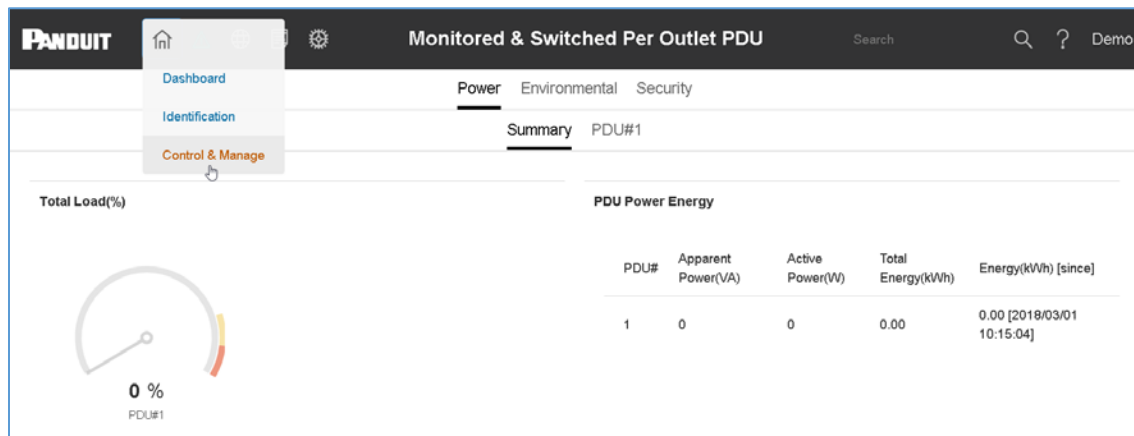 PANDUIT
Monitored & Switched Per Outlet PDU
Search
?
Demo
Dashboard
Identification
Control & Manage
Power Environmental Security
Summary PDU#1
Total Load(%)
0 %
PDU#1
PDU Power Energy
PDU# Apparent Power(VA) Active Power(W) Total Energy(kWh) Energy(kWh) [since]
1 0 0 0.00 0.00 [2018/03/01 10:15:04]